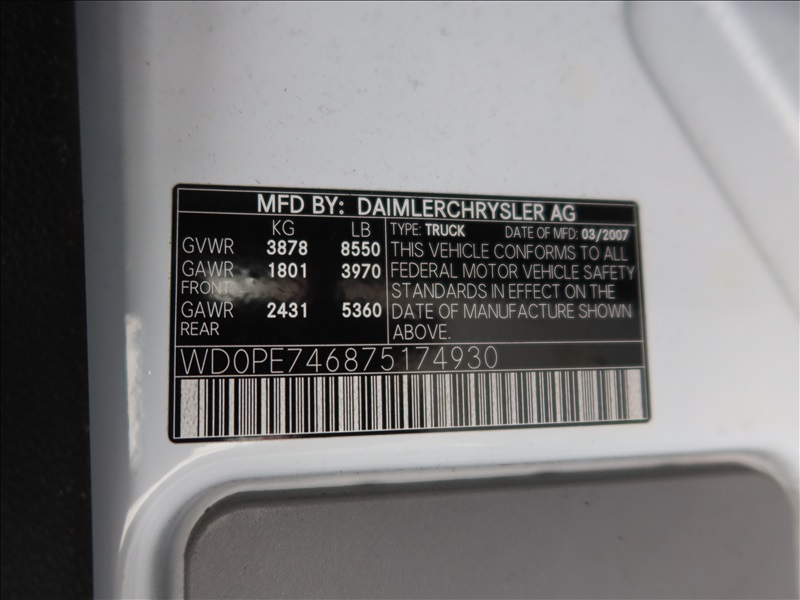 MFD BY: DAIMLERCHRYSLER AG
KG LB
GVWR 3878 8550
GAWR 1801 3970
FRONT
GAWR 2431 5360
REAR
TYPE: TRUCK DATE OF MFD: 03/2007
THIS VEHICLE CONFORMS TO ALL
FEDERAL MOTOR VEHICLE SAFETY
STANDARDS IN EFFECT ON THE
DATE OF MANUFACTURE SHOWN
ABOVE.
WD0PE746875174930